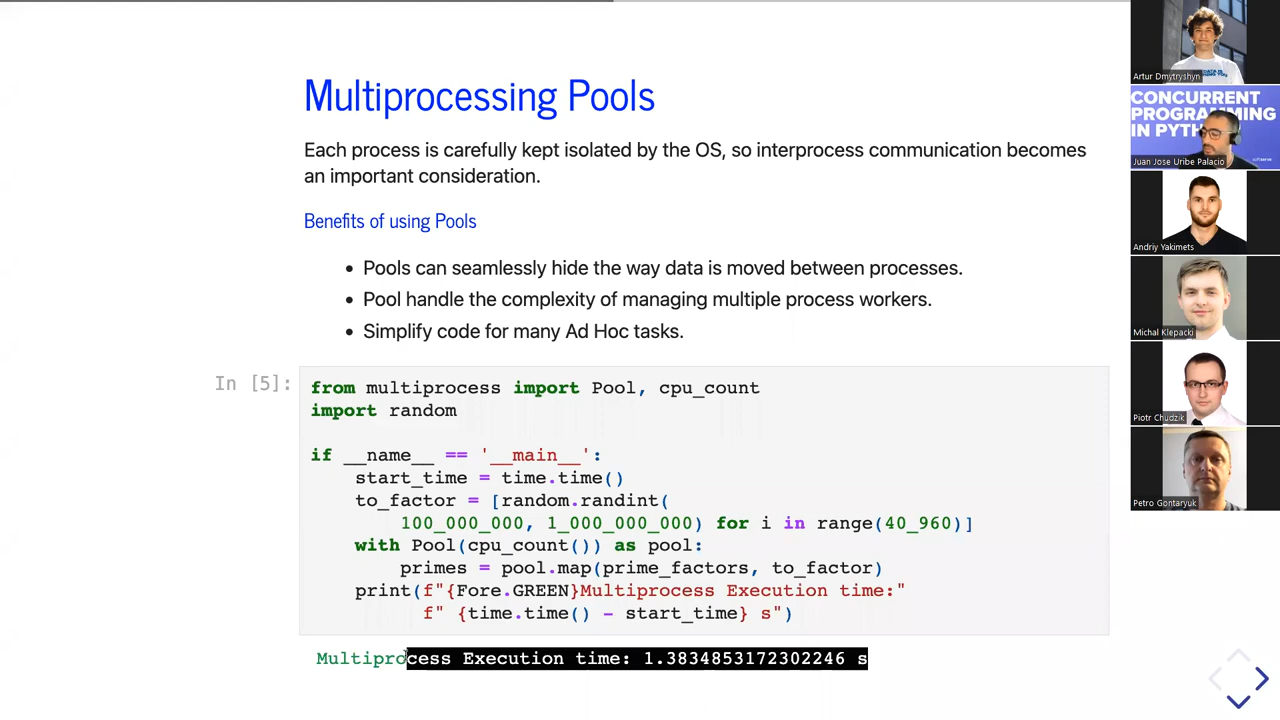 Multiprocessing Pools
Each process is carefully kept isolated by the OS, so interprocess communication becomes
an important consideration.
Benefits of using Pools
• Pools can seamlessly hide the way data is moved between processes.
• Pool handle the complexity of managing multiple process workers.
• Simplify code for many Ad Hoc tasks.
In [5]:
from multiprocess import Pool, cpu_count
import random
if __name__ == '__main__':
    start_time = time.time()
    to_factor = [random.randint(
        100_000_000, 1_000_000_000) for i in range(40_960)]
    with Pool(cpu_count()) as pool:
        primes = pool.map(prime_factors, to_factor)
    print(f"{Fore.GREEN}Multiprocess Execution time:"
          f" {time.time() - start_time} s")
Multiprocess Execution time: 1.3834853172302246 s
Artur Dmytryshyn
CONCURRENT
PROGRAMMING
IN PYTH
softserve
Juan Jose Uribe Palacio
Andriy Yakimets
Michal Klepacki
Piotr Chudzik
Petro Gontaryuk